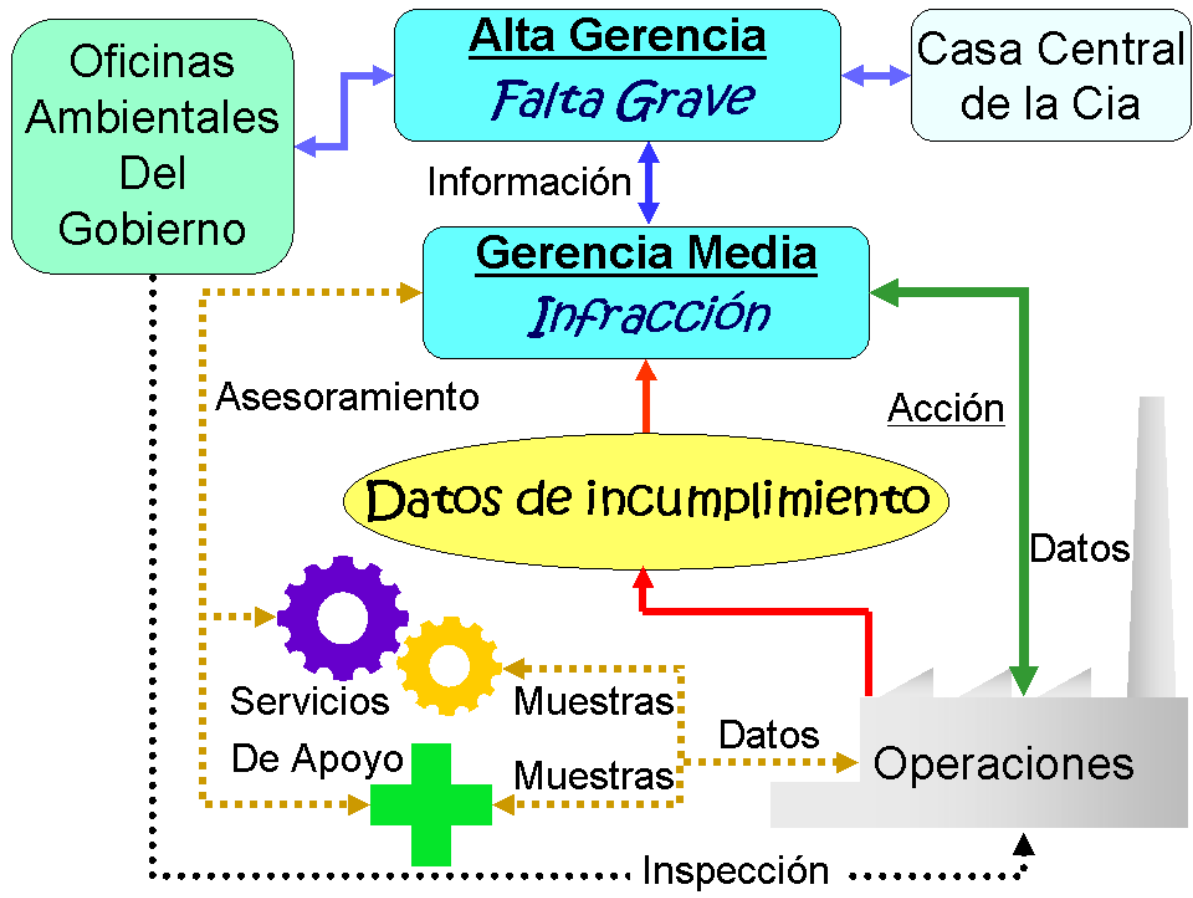 Oficinas
Ambientales
Del
Gobierno
Alta Gerencia
Falta Grave
Casa Central
de la Cia
Información
Gerencia Media
Infracción
Asesoramiento
Acción
Datos de incumplimiento
Datos
Servicios
De Apoyo
Muestras
Muestras
Datos
Operaciones
Inspección